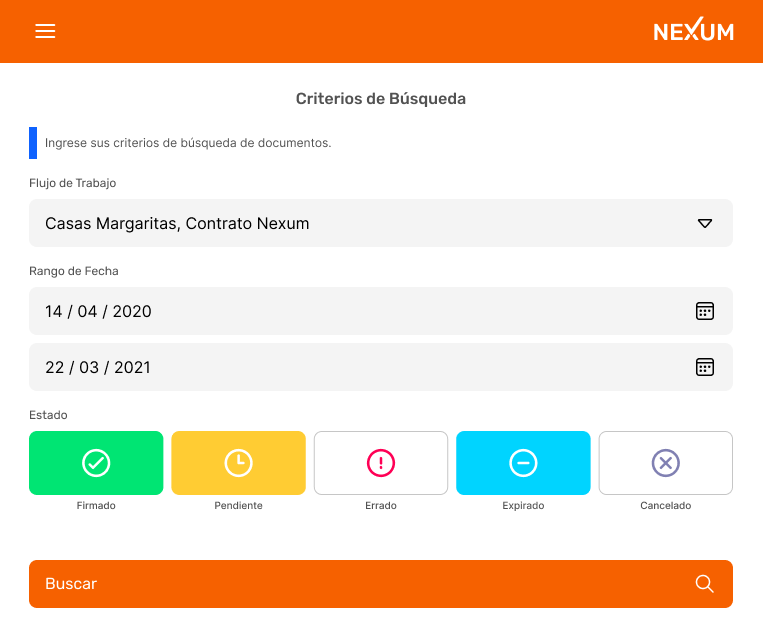 NEXUM
Criterios de Búsqueda
Ingrese sus criterios de búsqueda de documentos.
Flujo de Trabajo
Casas Margaritas, Contrato Nexum
Rango de Fecha
14 / 04 / 2020
22 / 03 / 2021
Estado
Firmado Pendiente Errado Expirado Cancelado
Buscar